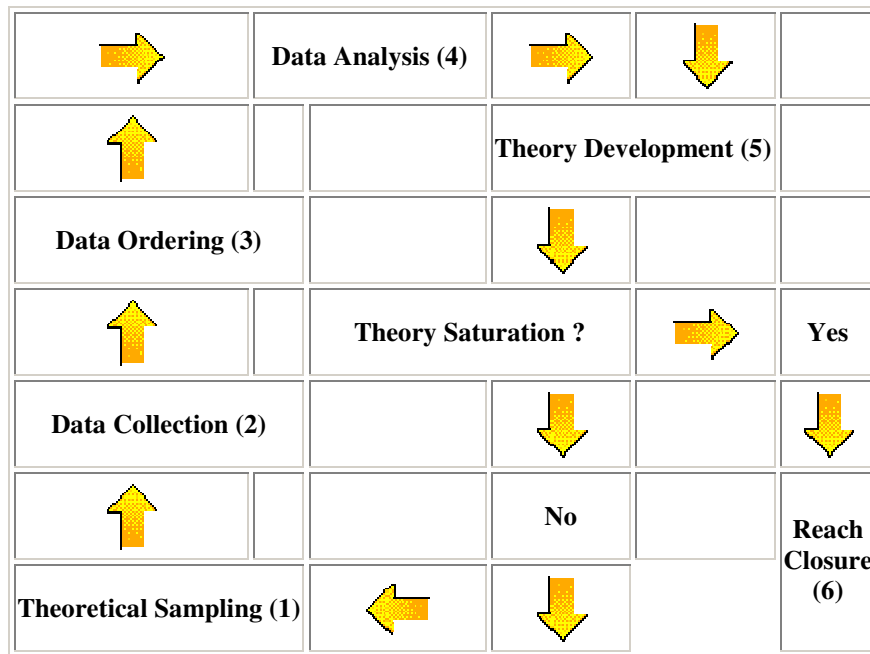 Data Analysis (4)
Theory Development (5)
Data Ordering (3)
Theory Saturation ?
Yes
Data Collection (2)
No
Reach
Closure
(6)
Theoretical Sampling (1)